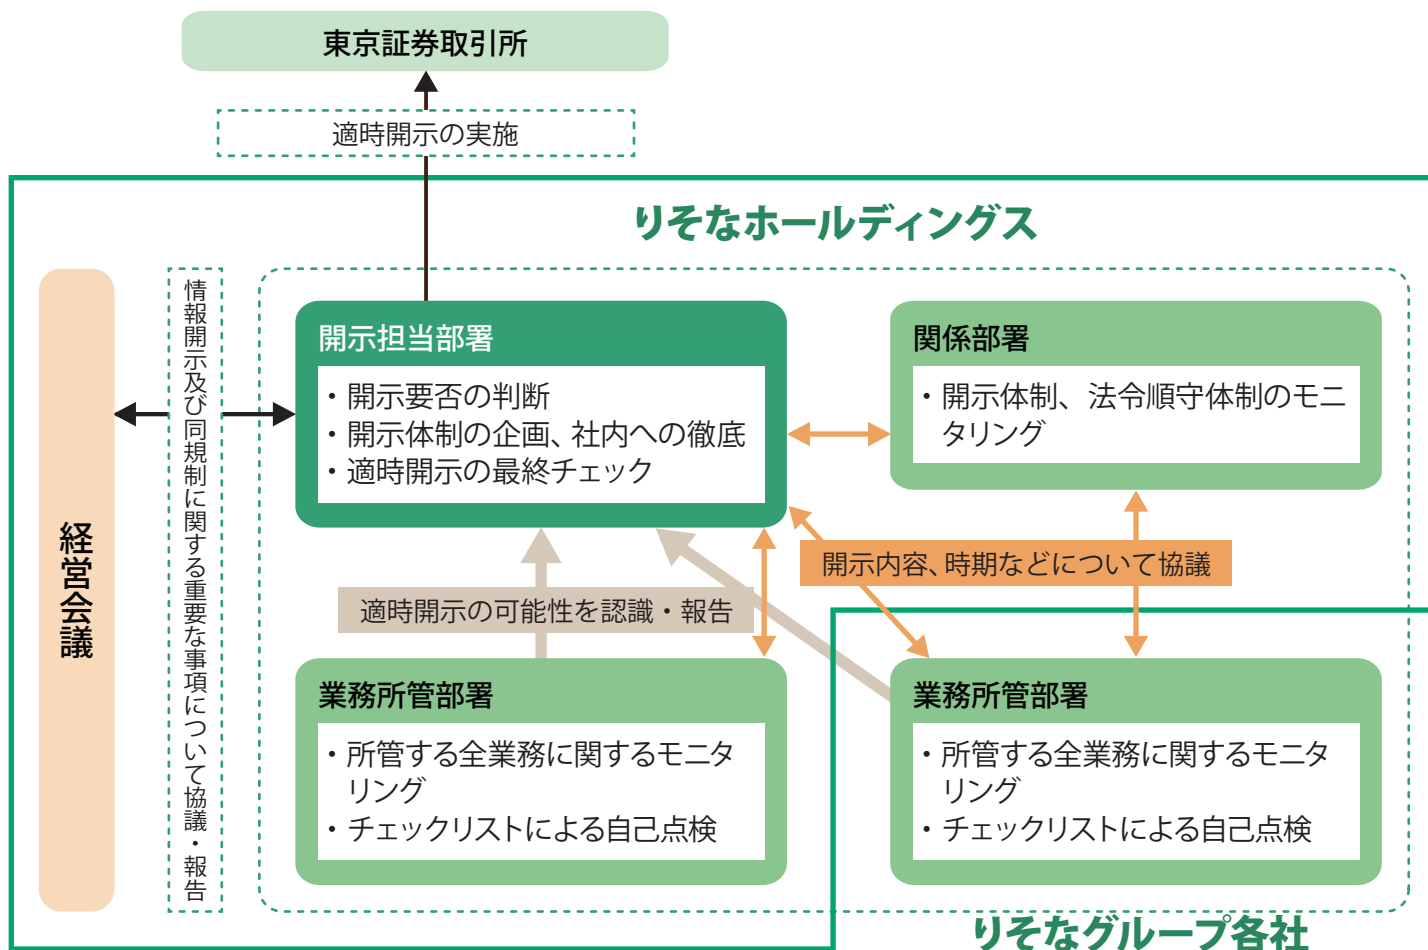 東京証券取引所
適時開示の実施
りそなホールディングス
経営会議
情報開示及び同規制に関する重要な事項について協議・報告
開示担当部署
・開示要否の判断
・開示体制の企画、社内への徹底
・適時開示の最終チェック
関係部署
・開示体制、法令順守体制のモニ
タリング
開示内容、時期などについて協議
適時開示の可能性を認識・報告
業務所管部署
・所管する全業務に関するモニタ
リング
・チェックリストによる自己点検
業務所管部署
・所管する全業務に関するモニタ
リング
・チェックリストによる自己点検
りそなグループ各社